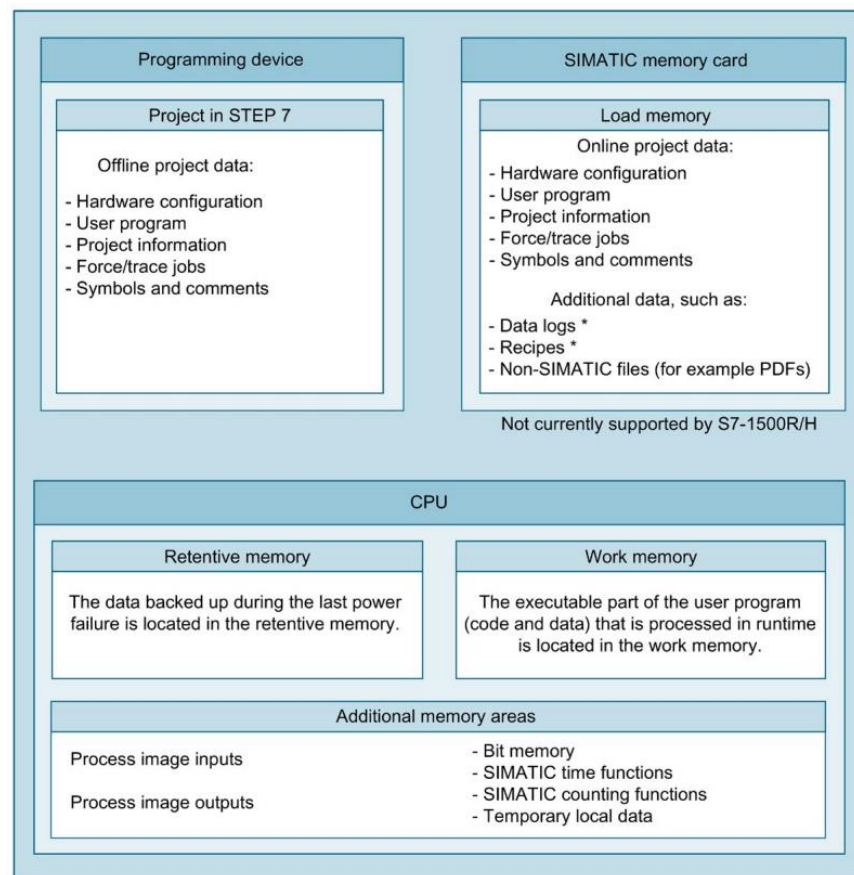 Programming device
Project in STEP 7
Offline project data:
- Hardware configuration
- User program
- Project information
- Force/trace jobs
- Symbols and comments
SIMATIC memory card
Load memory
Online project data:
- Hardware configuration
- User program
- Project information
- Force/trace jobs
- Symbols and comments
Additional data, such as:
- Data logs *
- Recipes *
- Non-SIMATIC files (for example PDFs)
Not currently supported by S7-1500R/H
CPU
Retentive memory
The data backed up during the last power
failure is located in the retentive memory.
Work memory
The executable part of the user program
(code and data) that is processed in runtime
is located in the work memory.
Additional memory areas
Process image inputs
Process image outputs
- Bit memory
- SIMATIC time functions
- SIMATIC counting functions
- Temporary local data